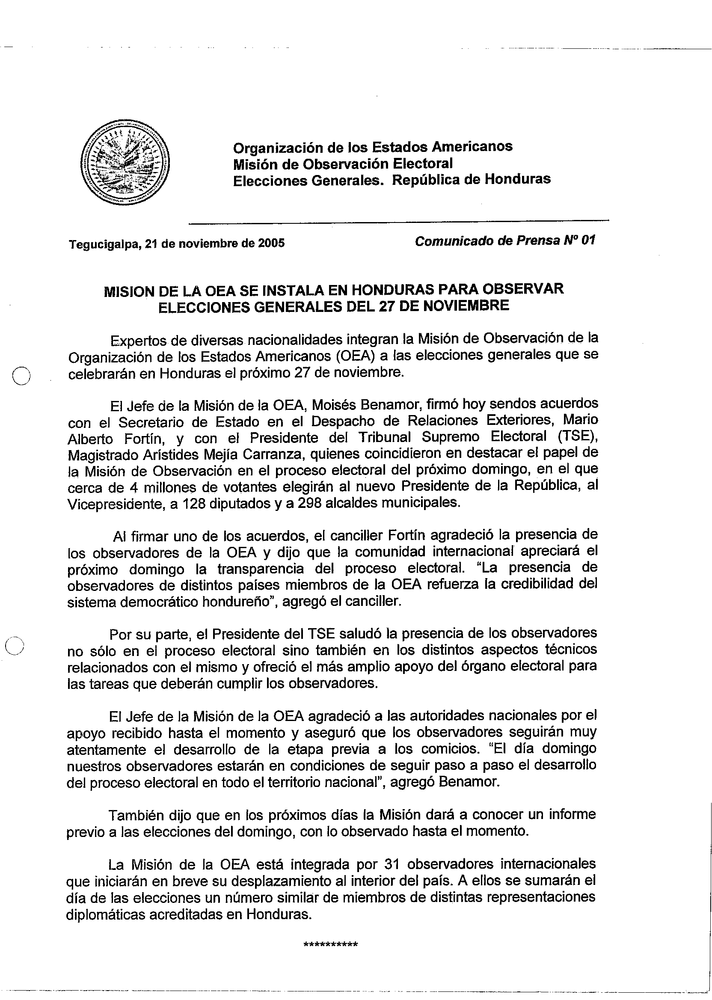 Organización de los Estados Americanos
Misión de Observación Electoral
Elecciones Generales. República de Honduras
Tegucigalpa, 21 de noviembre de 2005
Comunicado de Prensa Nº 01
MISION DE LA OEA SE INSTALA EN HONDURAS PARA OBSERVAR
ELECCIONES GENERALES DEL 27 DE NOVIEMBRE
Expertos de diversas nacionalidades integran la Misión de Observación de la
Organización de los Estados Americanos (OEA) a las elecciones generales que se
celebrarán en Honduras el próximo 27 de noviembre.
El Jefe de la Misión de la OEA, Moisés Benamor, firmó hoy sendos acuerdos
con el Secretario de Estado en el Despacho de Relaciones Exteriores, Mario
Alberto Fortín, y con el Presidente del Tribunal Supremo Electoral (TSE),
Magistrado Arístides Mejía Carranza, quienes coincidieron en destacar el papel de
la Misión de Observación en el proceso electoral del próximo domingo, en el que
cerca de 4 millones de votantes elegirán al nuevo Presidente de la República, al
Vicepresidente, a 128 diputados y a 298 alcaldes municipales.
Al firmar uno de los acuerdos, el canciller Fortín agradeció la presencia de
los observadores de la OEA y dijo que la comunidad internacional apreciará el
próximo domingo la transparencia del proceso electoral. “La presencia de
observadores de distintos países miembros de la OEA refuerza la credibilidad del
sistema democrático hondureño”, agregó el canciller.
Por su parte, el Presidente del TSE saludó la presencia de los observadores
no sólo en el proceso electoral sino también en los distintos aspectos técnicos
relacionados con el mismo y ofreció el más amplio apoyo del órgano electoral para
las tareas que deberán cumplir los observadores.
El Jefe de la Misión de la OEA agradeció a las autoridades nacionales por el
apoyo recibido hasta el momento y aseguró que los observadores seguirán muy
atentamente el desarrollo de la etapa previa a los comicios. “El día domingo
nuestros observadores estarán en condiciones de seguir paso a paso el desarrollo
del proceso electoral en todo el territorio nacional”, agregó Benamor.
También dijo que en los próximos días la Misión dará a conocer un informe
previo a las elecciones del domingo, con lo observado hasta el momento.
La Misión de la OEA está integrada por 31 observadores internacionales
que iniciarán en breve su desplazamiento al interior del país. A ellos se sumarán el
día de las elecciones un número similar de miembros de distintas representaciones
diplomáticas acreditadas en Honduras.
**********